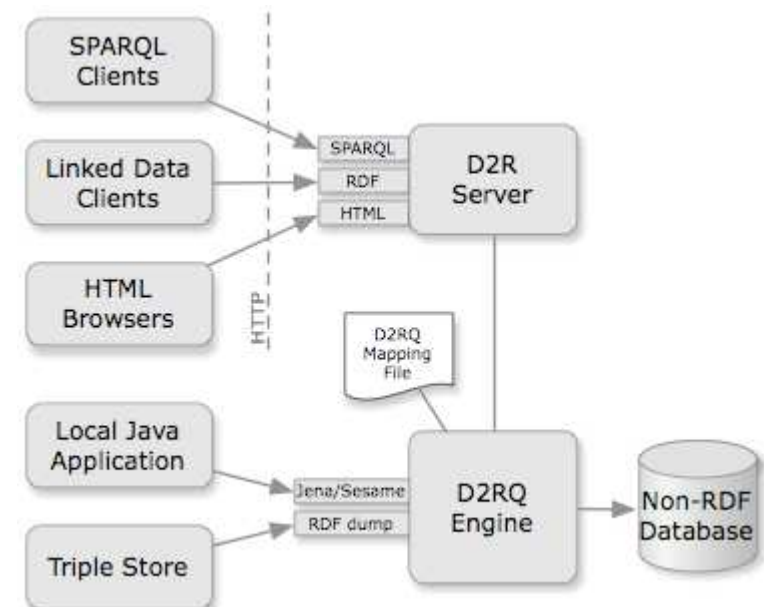 SPARQL
Clients
Linked Data
Clients
HTML
Browsers
HTTP
SPARQL
RDF
HTML
D2R
Server
D2RQ
Mapping
File
Local Java
Application
Triple Store
Jena/Sesame
RDF dump
D2RQ
Engine
Non-RDF
Database